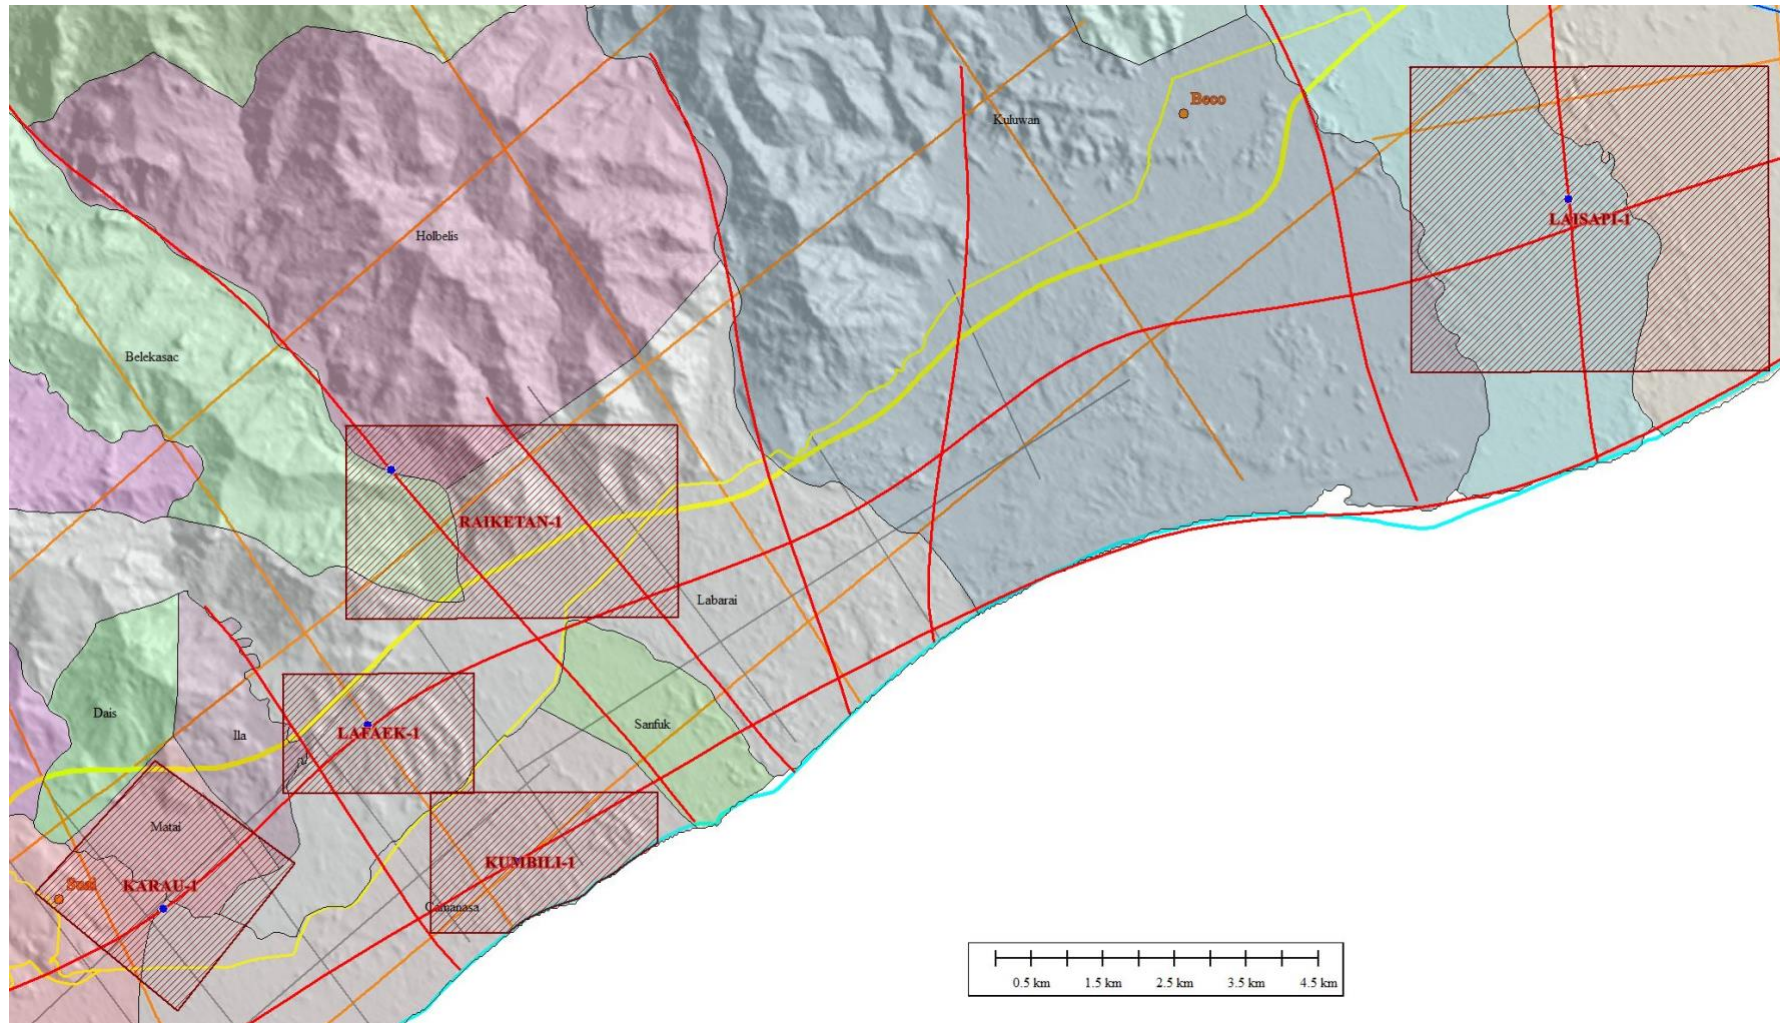 Beco
Kuluwan
LAISAPI-1
Holbelis
Belekasac
RAIKETAN-1
Labarai
Dais
Ila
LAFAEK-1
Sanfuk
Matai
KUMBILI-1
Suai
KARAU-1
Camanasa
0.5 km 1.5 km 2.5 km 3.5 km 4.5 km